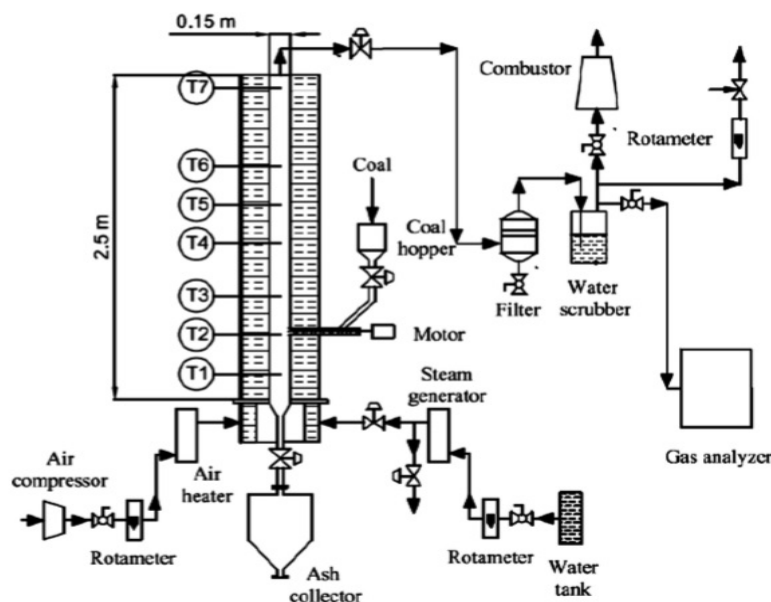 0.15 m
2.5 m
T7
T6
T5
T4
T3
T2
T1
Coal
Coal
hopper
Motor
Combustor
Rotameter
Filter
Water
scrubber
Gas analyzer
Steam
generator
Air
compressor
Rotameter
Air
heater
Ash
collector
Rotameter
Water
tank